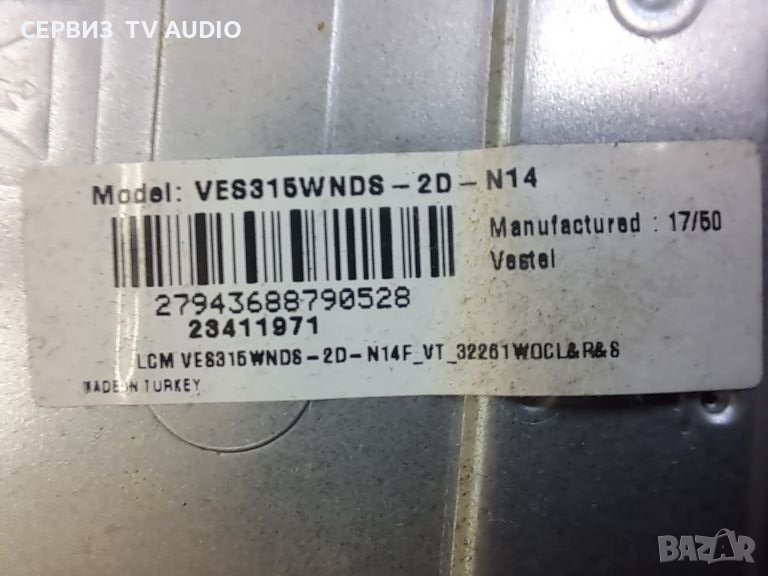 СЕРВИЗ TV AUDIO
Model: VES315WNDS-2D-N14
Manufactured : 17/50
Vestel
27943688790528
23411971
LCM VES315WNDS-2D-N14F_VT_32251WOCL&R&S
MADE IN TURKEY
BAZAR